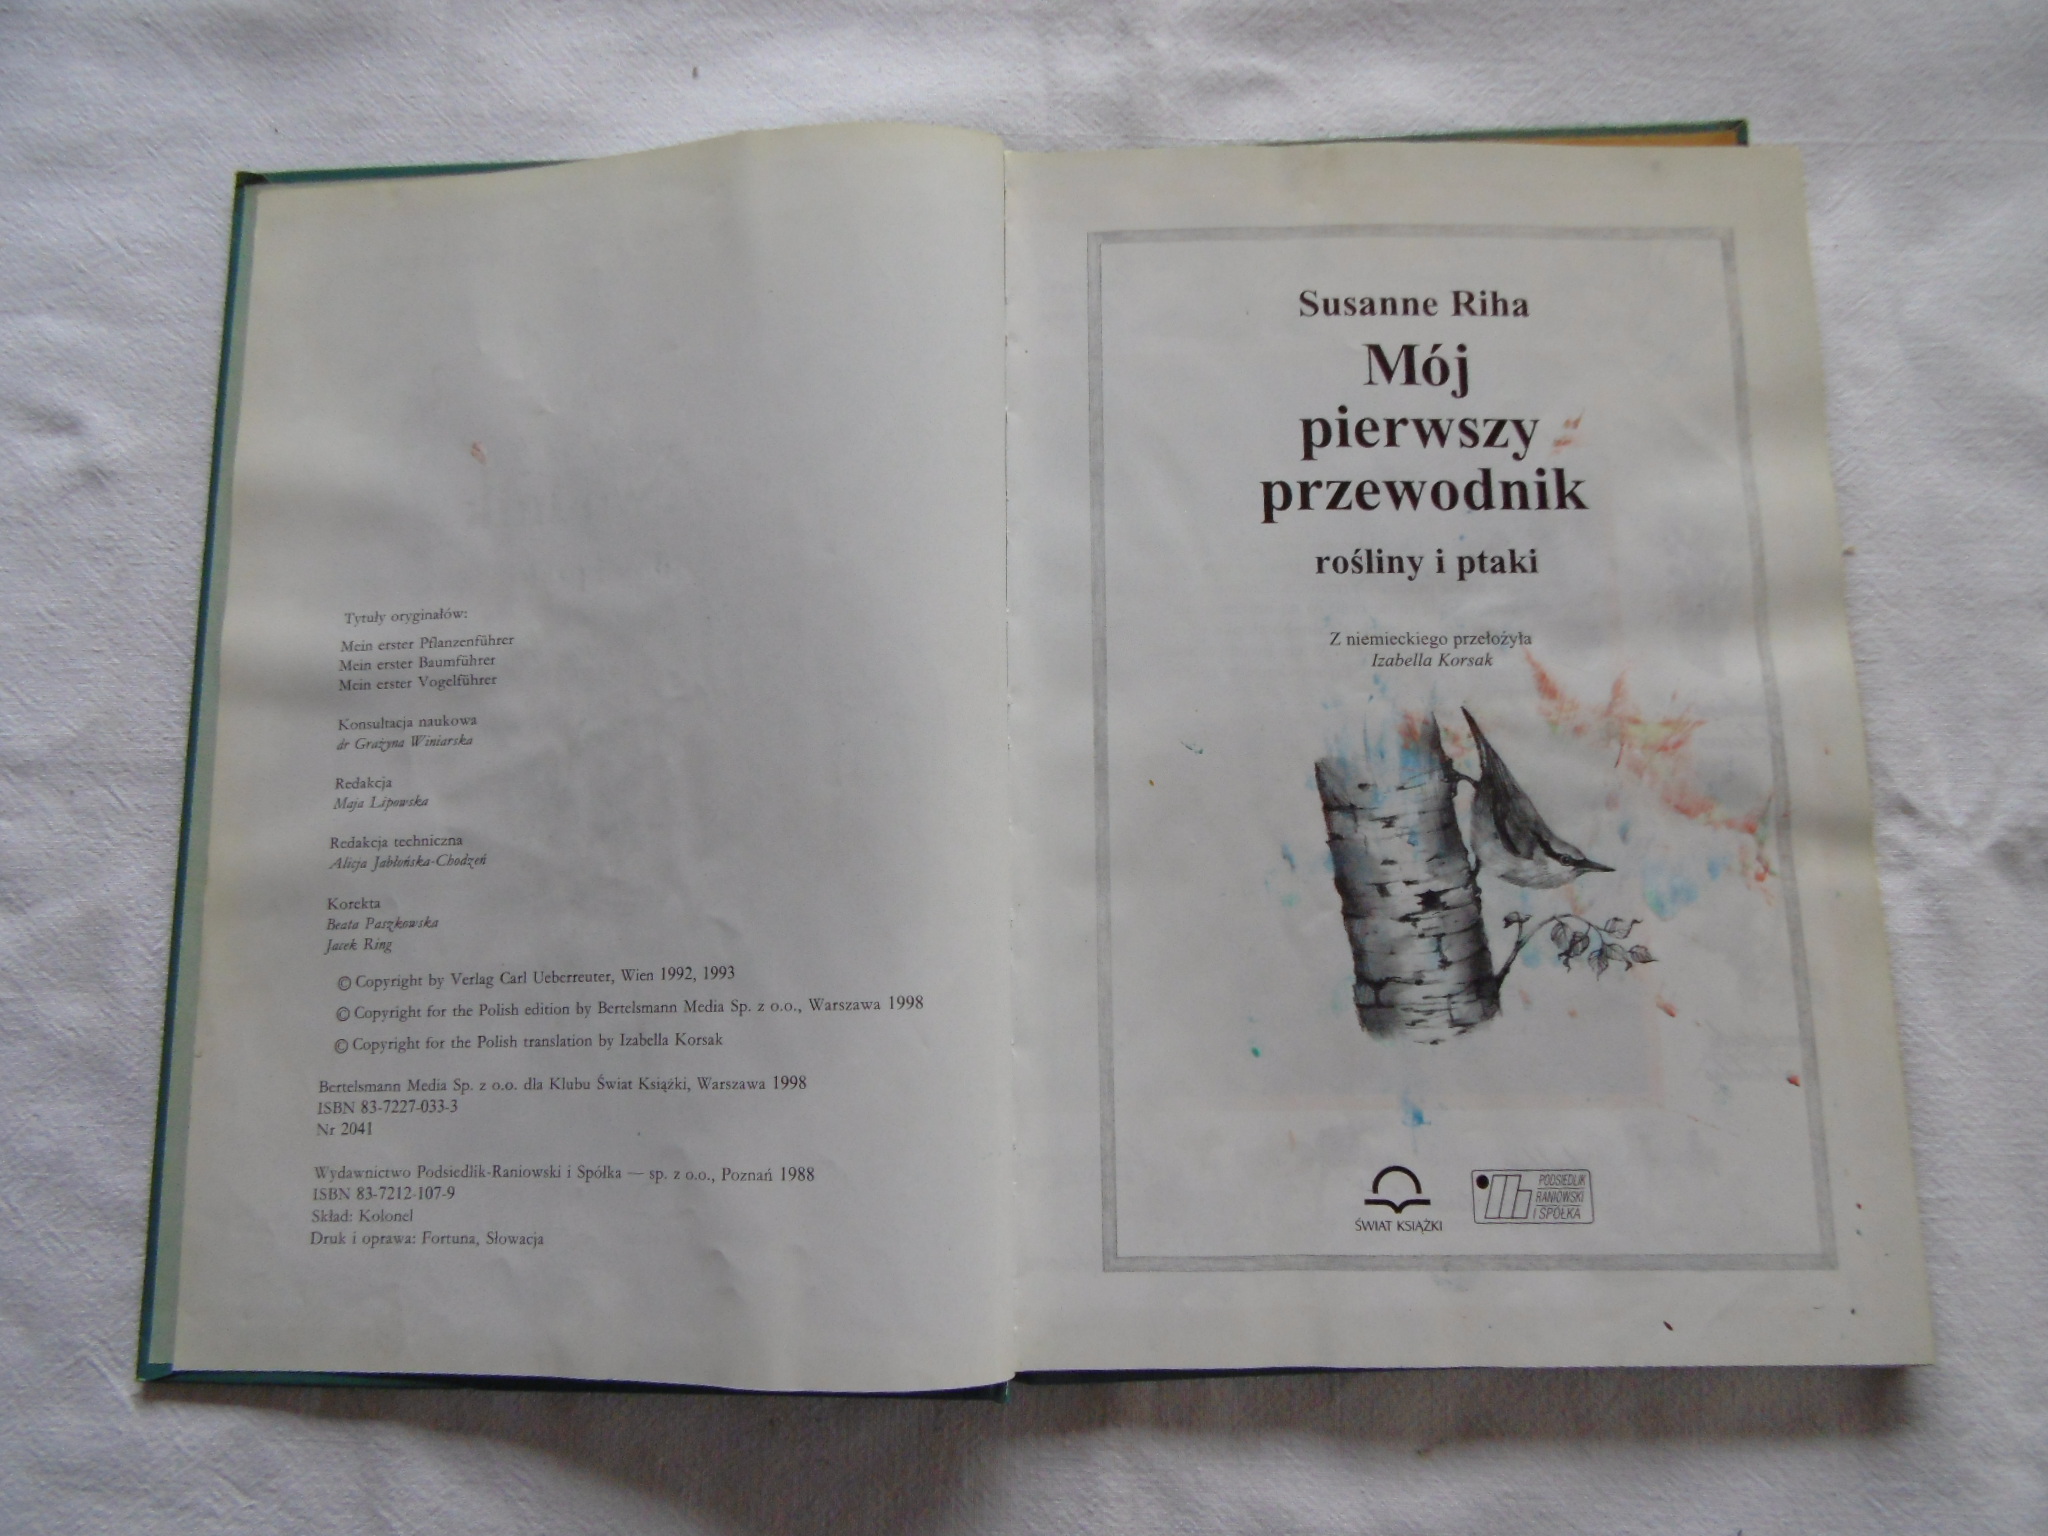 Tytuły oryginałów:
Mein erster Pflanzenführer
Mein erster Baumführer
Mein erster Vogelführer
Konsultacja naukowa
dr Grażyna Winiarska
Redakcja
Maja Lipowska
Redakcja techniczna
Alicja Jabłońska-Chodzeń
Korekta
Beata Paszkowska
Jacek Ring
© Copyright by Verlag Carl Ueberreuter, Wien 1992, 1993
© Copyright for the Polish edition by Bertelsmann Media Sp. z o.o., Warszawa 1998
© Copyright for the Polish translation by Izabella Korsak
Bertelsmann Media Sp. z o.o. dla Klubu Świat Książki, Warszawa 1998
ISBN 83-7227-033-3
Nr 2041
Wydawnictwo Podsiedlik-Raniowski i Spółka — sp. z o.o., Poznań 1988
ISBN 83-7212-107-9
Skład: Kolonel
Druk i oprawa: Fortuna, Słowacja
Susanne Riha
Mój
pierwszy
przewodnik
rośliny i ptaki
Z niemieckiego przełożyła
Izabella Korsak
ŚWIAT KSIĄŻKI
PODSIEDLIK
RANIOWSKI
I SPÓŁKA